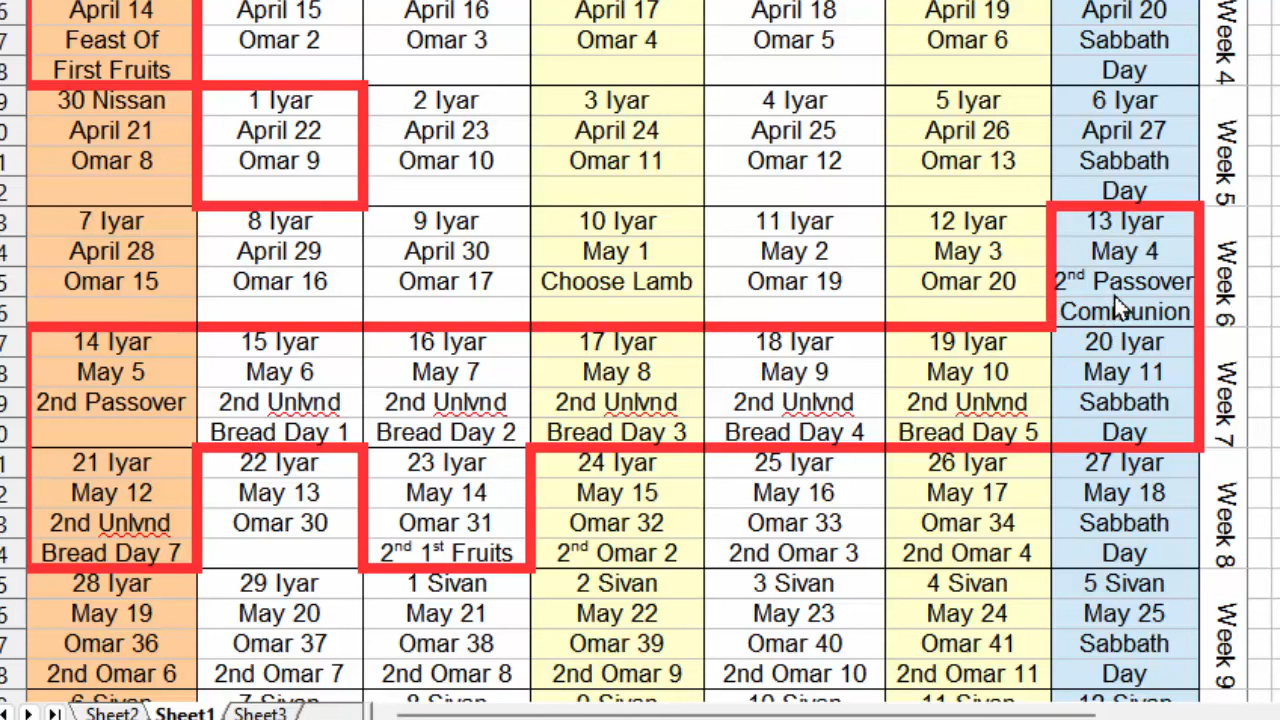 April 14 April 15 April 16 April 17 April 18 April 19 April 20
Feast Of Omar 2 Omar 3 Omar 4 Omar 5 Omar 6 Sabbath
First Fruits Day
Week 4
30 Nissan 1 Iyar 2 Iyar 3 Iyar 4 Iyar 5 Iyar 6 Iyar
April 21 April 22 April 23 April 24 April 25 April 26 April 27
Omar 8 Omar 9 Omar 10 Omar 11 Omar 12 Omar 13 Sabbath
Day
Week 5
7 Iyar 8 Iyar 9 Iyar 10 Iyar 11 Iyar 12 Iyar 13 Iyar
April 28 April 29 April 30 May 1 May 2 May 3 May 4
Omar 15 Omar 16 Omar 17 Choose Lamb Omar 19 Omar 20 2nd Passover
Communion
Week 6
14 Iyar 15 Iyar 16 Iyar 17 Iyar 18 Iyar 19 Iyar 20 Iyar
May 5 May 6 May 7 May 8 May 9 May 10 May 11
2nd Passover 2nd Unlvnd 2nd Unlvnd 2nd Unlvnd 2nd Unlvnd 2nd Unlvnd Sabbath
Bread Day 1 Bread Day 2 Bread Day 3 Bread Day 4 Bread Day 5 Day
Week 7
21 Iyar 22 Iyar 23 Iyar 24 Iyar 25 Iyar 26 Iyar 27 Iyar
May 12 May 13 May 14 May 15 May 16 May 17 May 18
2nd Unlvnd Omar 30 Omar 31 Omar 32 Omar 33 Omar 34 Sabbath
Bread Day 7 2nd 1st Fruits 2nd Omar 2 2nd Omar 3 2nd Omar 4 Day
Week 8
28 Iyar 29 Iyar 1 Sivan 2 Sivan 3 Sivan 4 Sivan 5 Sivan
May 19 May 20 May 21 May 22 May 23 May 24 May 25
Omar 36 Omar 37 Omar 38 Omar 39 Omar 40 Omar 41 Sabbath
2nd Omar 6 2nd Omar 7 2nd Omar 8 2nd Omar 9 2nd Omar 10 2nd Omar 11 Day
Week 9
6 Sivan 7 Sivan 8 Sivan 9 Sivan 10 Sivan 11 Sivan 12 Sivan
Sheet2 Sheet1 Sheet3